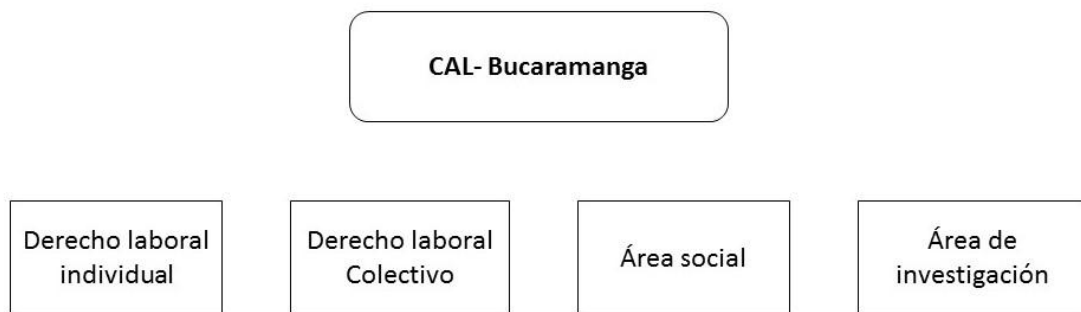 CAL- Bucaramanga
Derecho laboral
individual
Derecho laboral
Colectivo
Área social
Área de
investigación